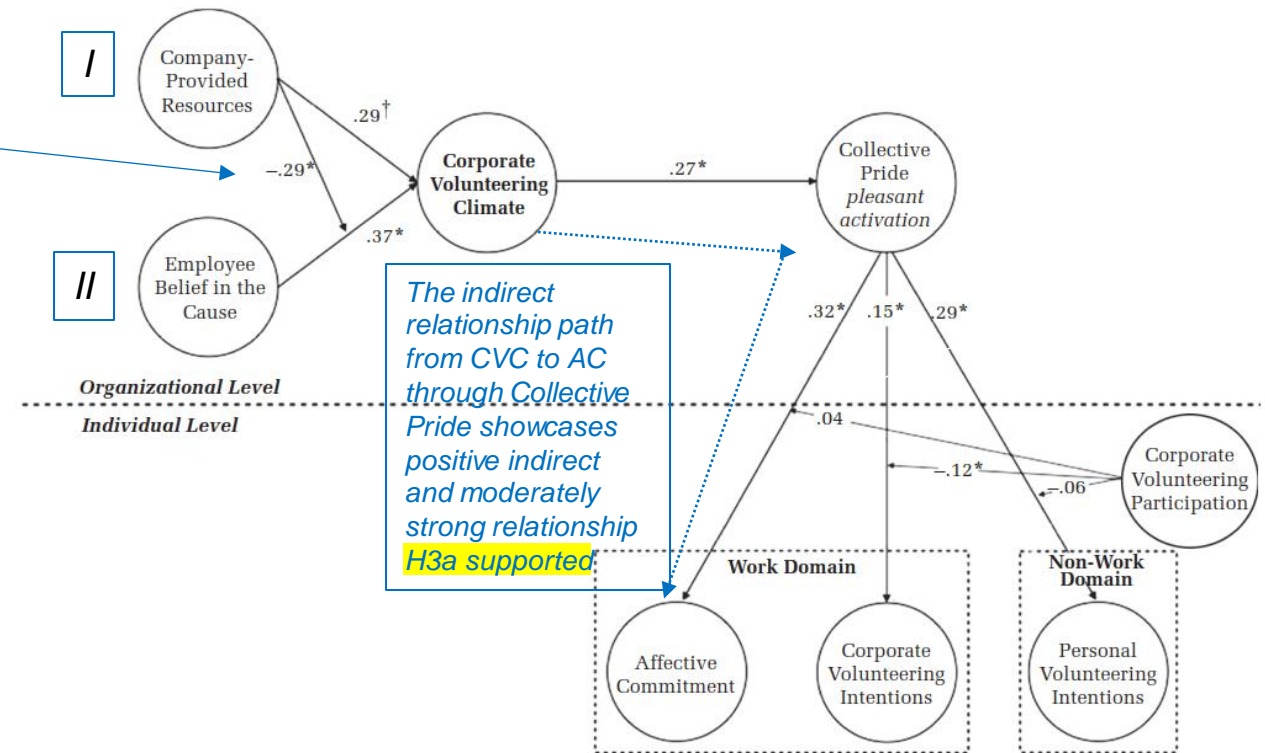 I
Company-
Provided
Resources
.29†
-.29*
Corporate
Volunteering
Climate
.27*
Collective
Pride
pleasant
activation
.37*
II
Employee
Belief in the
Cause
The indirect
relationship path
from CVC to AC
through Collective
Pride showcases
positive indirect
and moderately
strong relationship
H3a supported
.32*
.15*
.29*
Organizational Level
Individual Level
.04
-.12*
-.06
Corporate
Volunteering
Participation
Work Domain
Non-Work
Domain
Affective
Commitment
Corporate
Volunteering
Intentions
Personal
Volunteering
Intentions